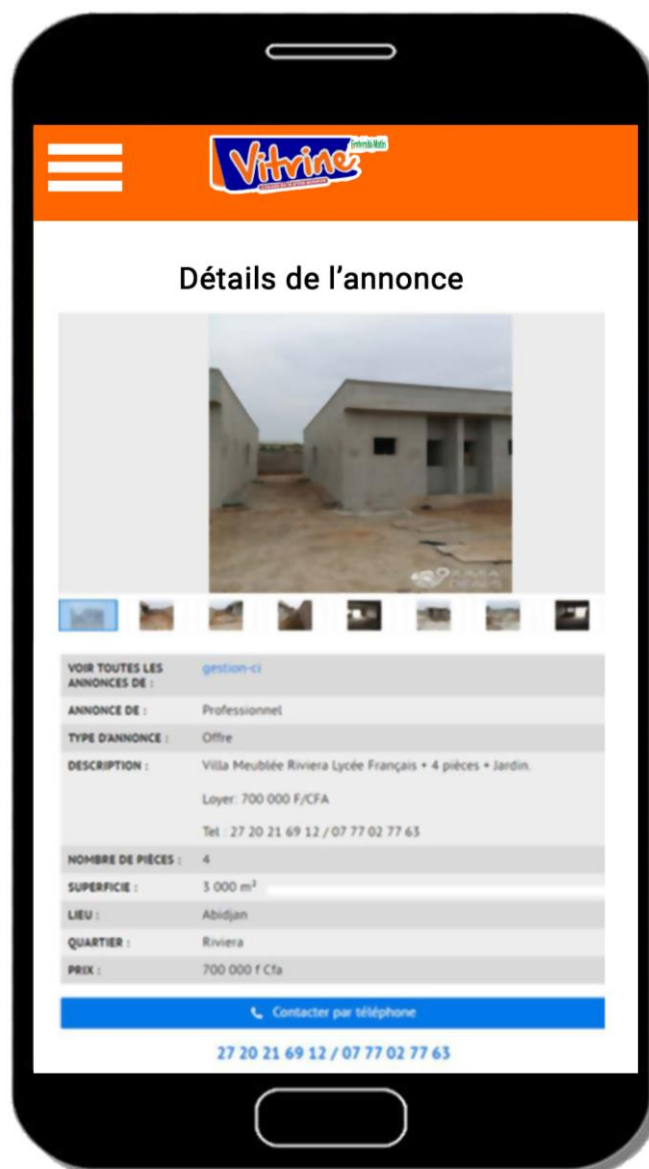 Vitrine
Fraternité Matin
Détails de l’annonce
VOIR TOUTES LES
ANNONCES DE :
gestion-ci
ANNONCE DE : Professionnel
TYPE D'ANNONCE : Offre
DESCRIPTION : Villa Meublée Riviera Lycée Français + 4 pièces + Jardin.
Loyer: 700 000 F/CFA
Tel : 27 20 21 69 12 / 07 77 02 77 63
NOMBRE DE PIÈCES : 4
SUPERFICIE : 3 000 m²
LIEU : Abidjan
QUARTIER : Riviera
PRIX : 700 000 f Cfa
Contacter par téléphone
27 20 21 69 12 / 07 77 02 77 63